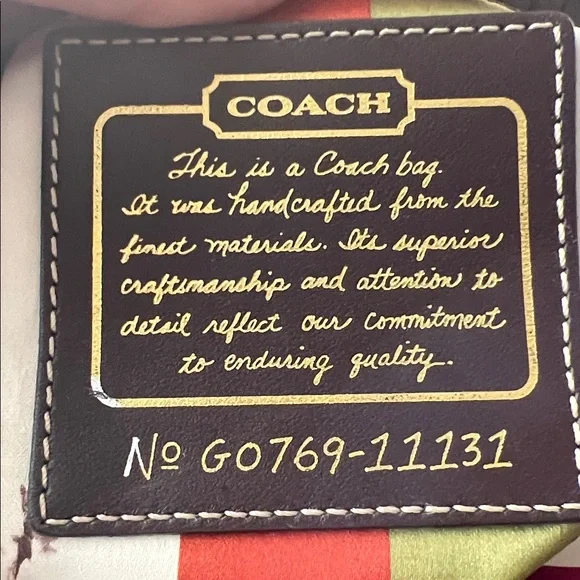 COACH
This is a Coach bag.
It was handcrafted from the
finest materials. Its superior
craftsmanship and attention to
detail reflect our commitment
to enduring quality.
Nº G0769-11131